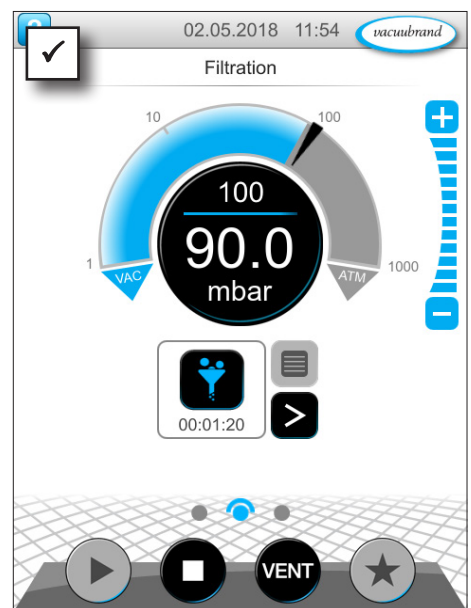 02.05.2018 11:54 vacuubrand
Filtration
10 100
100
90.0
mbar
1 VAC ATM 1000
00:01:20
VENT